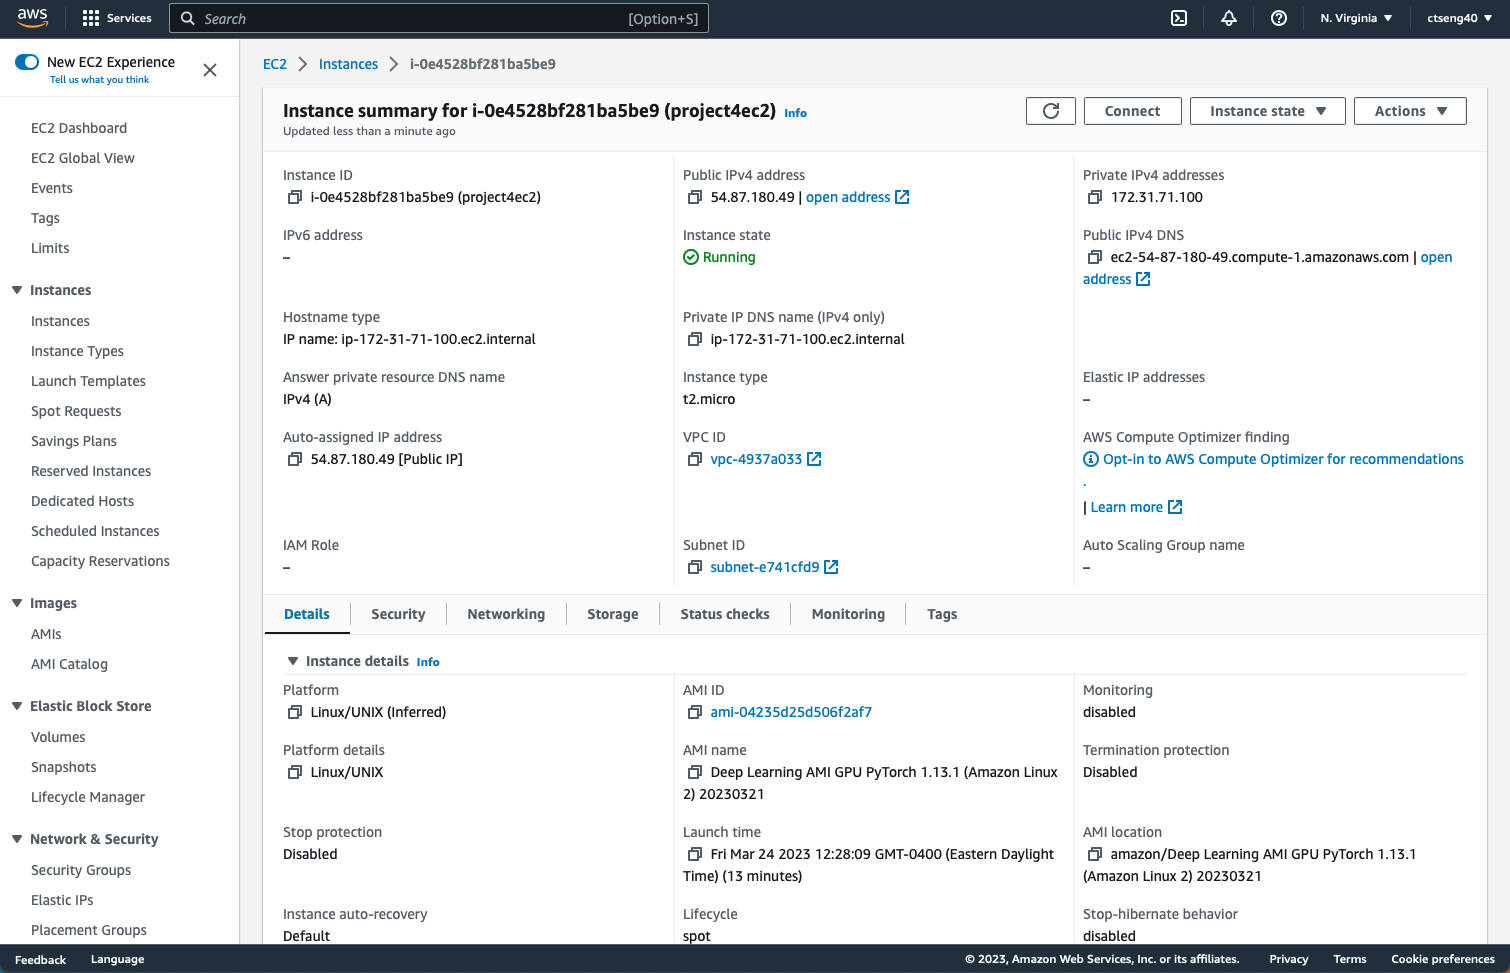 aws
Services
Search
[Option+S]
N. Virginia
ctseng40
New EC2 Experience
Tell us what you think
EC2 Dashboard
EC2 Global View
Events
Tags
Limits
Instances
Instances
Instance Types
Launch Templates
Spot Requests
Savings Plans
Reserved Instances
Dedicated Hosts
Scheduled Instances
Capacity Reservations
Images
AMIs
AMI Catalog
Elastic Block Store
Volumes
Snapshots
Lifecycle Manager
Network & Security
Security Groups
Elastic IPs
Placement Groups
EC2 > Instances > i-0e4528bf281ba5be9
Instance summary for i-0e4528bf281ba5be9 (project4ec2) Info
Updated less than a minute ago
Connect
Instance state
Actions
Instance ID
i-0e4528bf281ba5be9 (project4ec2)
Public IPv4 address
54.87.180.49 | open address
Private IPv4 addresses
172.31.71.100
IPv6 address
–
Instance state
Running
Public IPv4 DNS
ec2-54-87-180-49.compute-1.amazonaws.com | open
address
Hostname type
IP name: ip-172-31-71-100.ec2.internal
Private IP DNS name (IPv4 only)
ip-172-31-71-100.ec2.internal
Answer private resource DNS name
IPv4 (A)
Instance type
t2.micro
Elastic IP addresses
–
Auto-assigned IP address
54.87.180.49 [Public IP]
VPC ID
vpc-4937a033
AWS Compute Optimizer finding
Opt-in to AWS Compute Optimizer for recommendations
.
| Learn more
IAM Role
–
Subnet ID
subnet-e741cfd9
Auto Scaling Group name
–
Details
Security
Networking
Storage
Status checks
Monitoring
Tags
Instance details Info
Platform
Linux/UNIX (Inferred)
AMI ID
ami-04235d25d506f2af7
Monitoring
disabled
Platform details
Linux/UNIX
AMI name
Deep Learning AMI GPU PyTorch 1.13.1 (Amazon Linux
2) 20230321
Termination protection
Disabled
Stop protection
Disabled
Launch time
Fri Mar 24 2023 12:28:09 GMT-0400 (Eastern Daylight
Time) (13 minutes)
AMI location
amazon/Deep Learning AMI GPU PyTorch 1.13.1
(Amazon Linux 2) 20230321
Instance auto-recovery
Default
Lifecycle
spot
Stop-hibernate behavior
disabled
Feedback
Language
© 2023, Amazon Web Services, Inc. or its affiliates.
Privacy
Terms
Cookie preferences